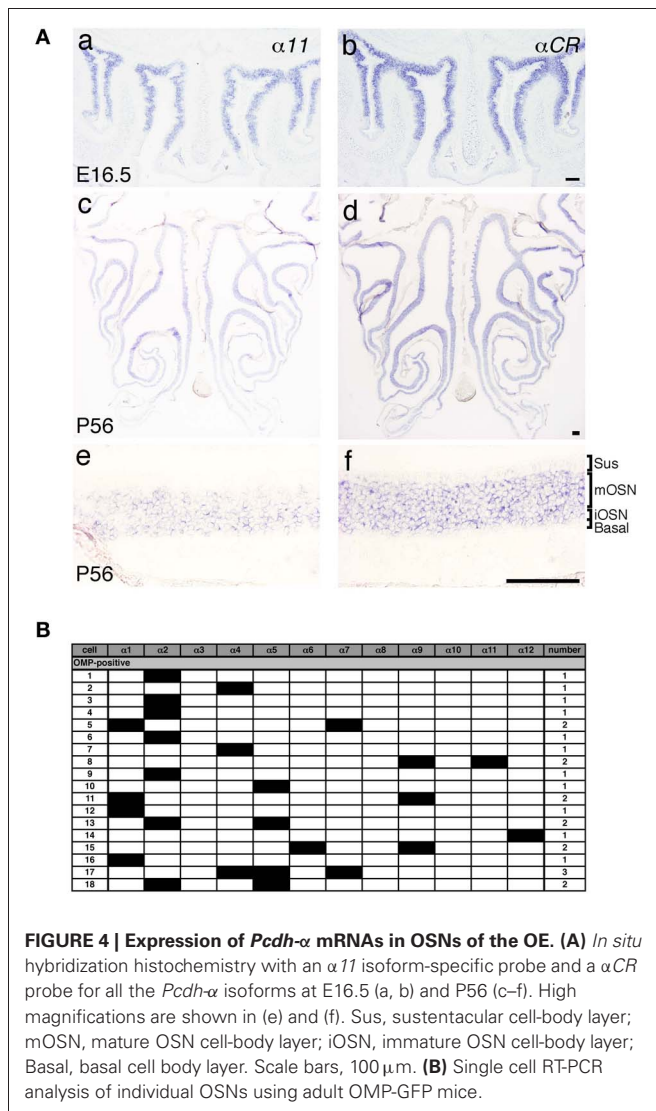 A
a α11
b αCR
E16.5
c
d
P56
e
f
Sus
mOSN
iOSN
Basal
P56
B
cell α1 α2 α3 α4 α5 α6 α7 α8 α9 α10 α11 α12 number
OMP-positive
1 1
2 1
3 1
4 1
5 2
6 1
7 1
8 2
9 1
10 1
11 2
12 1
13 2
14 1
15 2
16 1
17 3
18 2
FIGURE 4 | Expression of Pcdh-α mRNAs in OSNs of the OE. (A) In situ
hybridization histochemistry with an α11 isoform-specific probe and a αCR
probe for all the Pcdh-α isoforms at E16.5 (a, b) and P56 (c–f). High
magnifications are shown in (e) and (f). Sus, sustentacular cell-body layer;
mOSN, mature OSN cell-body layer; iOSN, immature OSN cell-body layer;
Basal, basal cell body layer. Scale bars, 100 μm. (B) Single cell RT-PCR
analysis of individual OSNs using adult OMP-GFP mice.